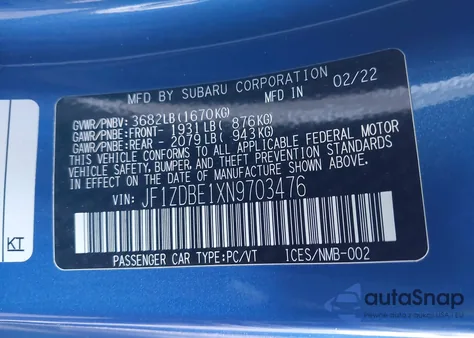 MFD BY SUBARU CORPORATION 02/22
GVWR/PNBV: 3682LB(1670KG)
GAWR/PNBE:FRONT- 1931LB( 876KG)
GAWR/PNBE:REAR - 2079LB( 943KG)
THIS VEHICLE CONFORMS TO ALL APPLICABLE FEDERAL MOTOR
VEHICLE SAFETY, BUMPER, AND THEFT PREVENTION STANDARDS
IN EFFECT ON THE DATE OF MANUFACTURE SHOWN ABOVE.
VIN: JF1ZDBE1XN9703476
PASSENGER CAR TYPE:PC/VT ICES/NMB-002
KT
autoSnap